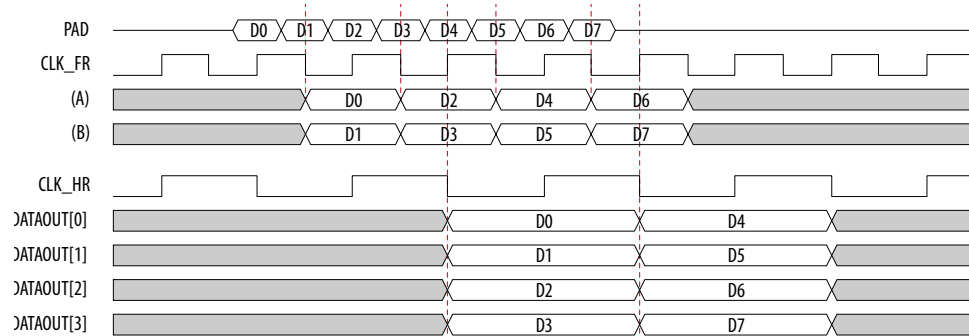 PAD D0 D1 D2 D3 D4 D5 D6 D7
CLK_FR
(A) D0 D2 D4 D6
(B) D1 D3 D5 D7
CLK_HR
DATAOUT[0] D0 D4
DATAOUT[1] D1 D5
DATAOUT[2] D2 D6
DATAOUT[3] D3 D7